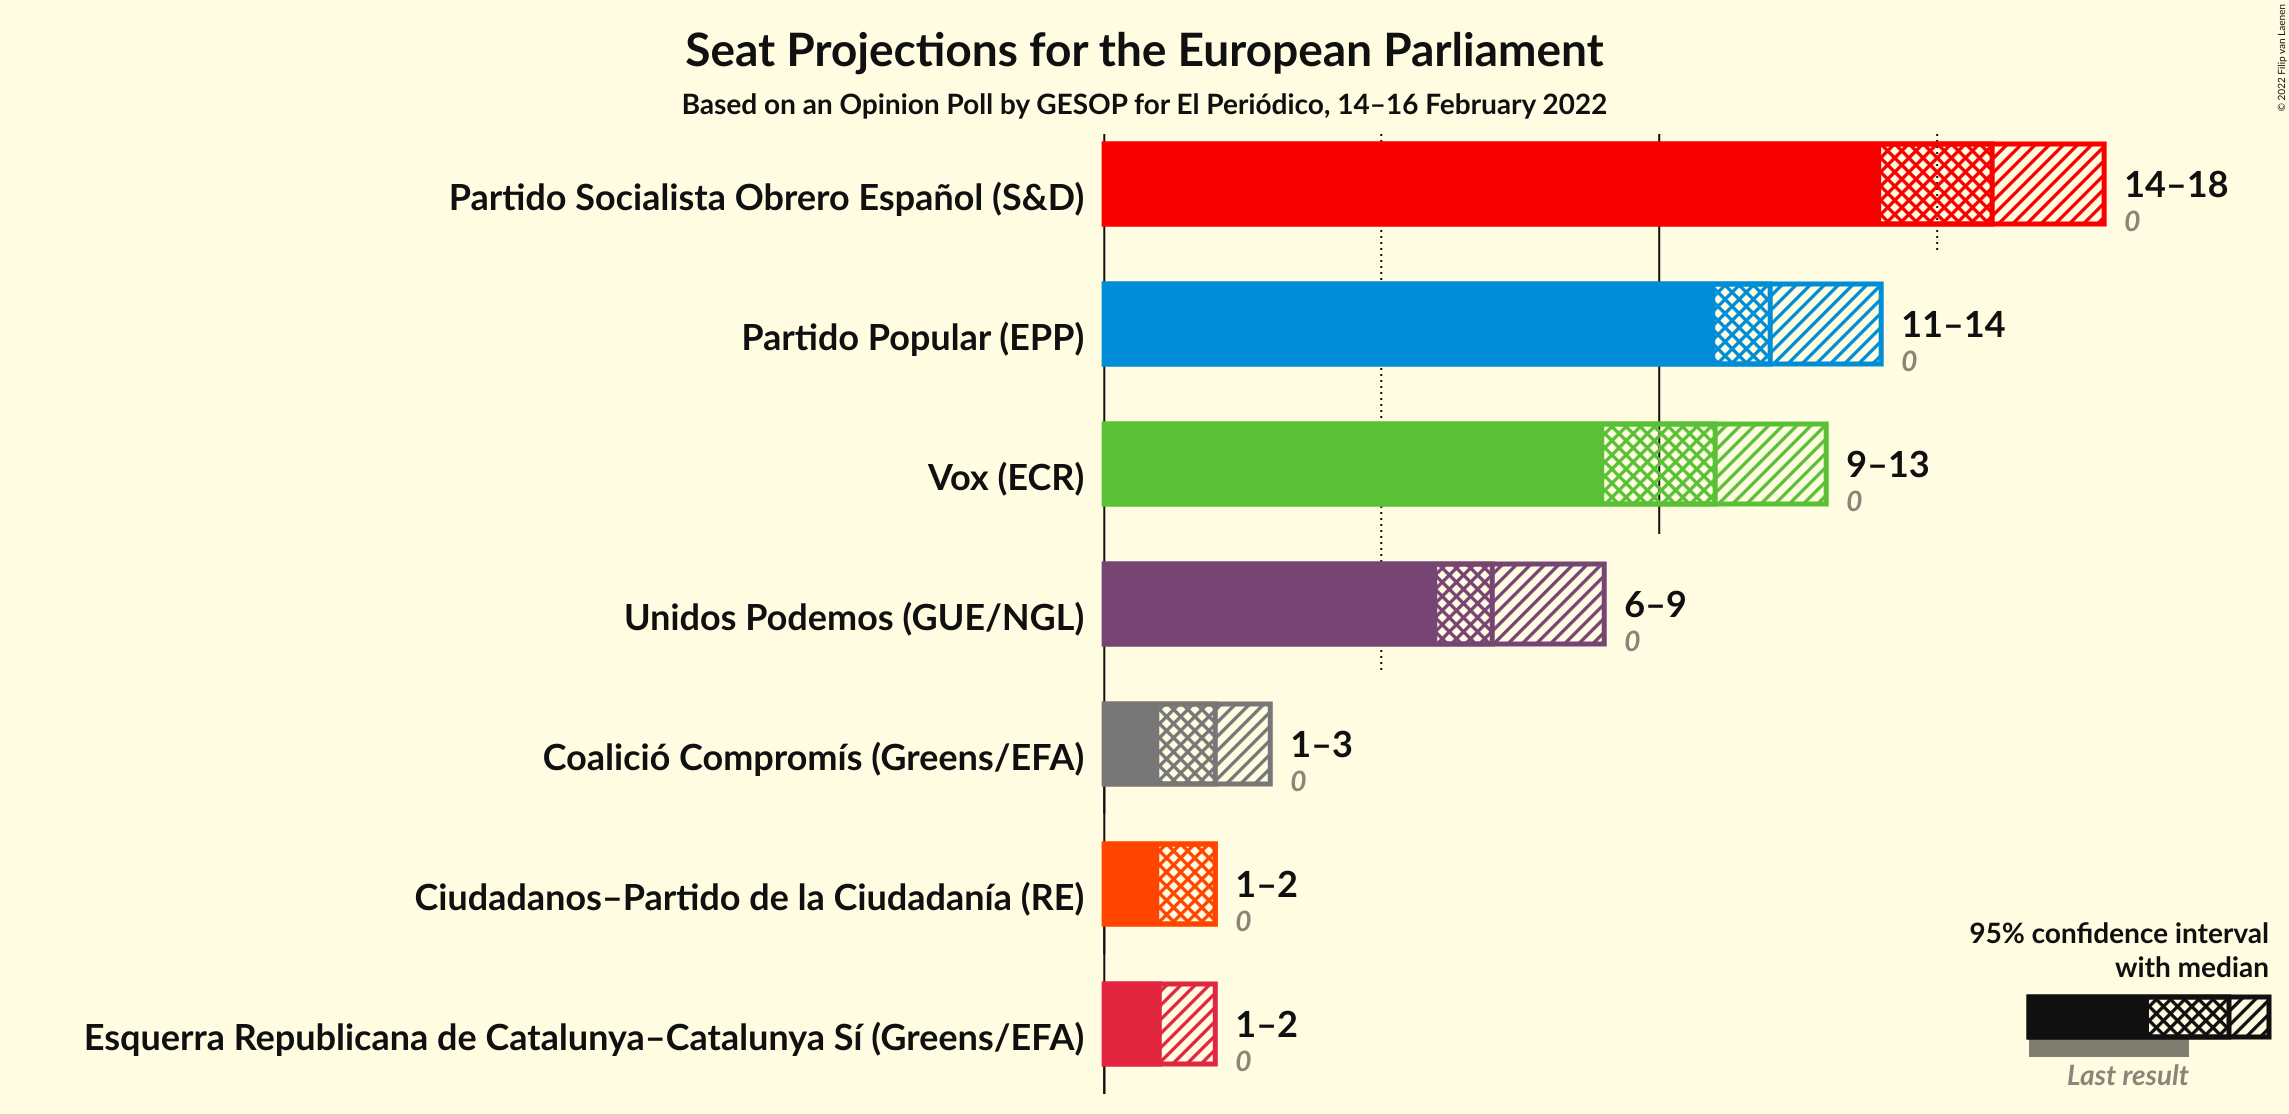 Seat Projections for the European Parliament
Based on an Opinion Poll by GESOP for El Periódico, 14–16 February 2022
© 2022 Filip van Laenen
Partido Socialista Obrero Español (S&D)
14–18
0
Partido Popular (EPP)
11–14
0
Vox (ECR)
9–13
0
Unidos Podemos (GUE/NGL)
6–9
0
Coalició Compromís (Greens/EFA)
1–3
0
Ciudadanos–Partido de la Ciudadanía (RE)
1–2
0
Esquerra Republicana de Catalunya–Catalunya Sí (Greens/EFA)
1–2
0
95% confidence interval
with median
Last result